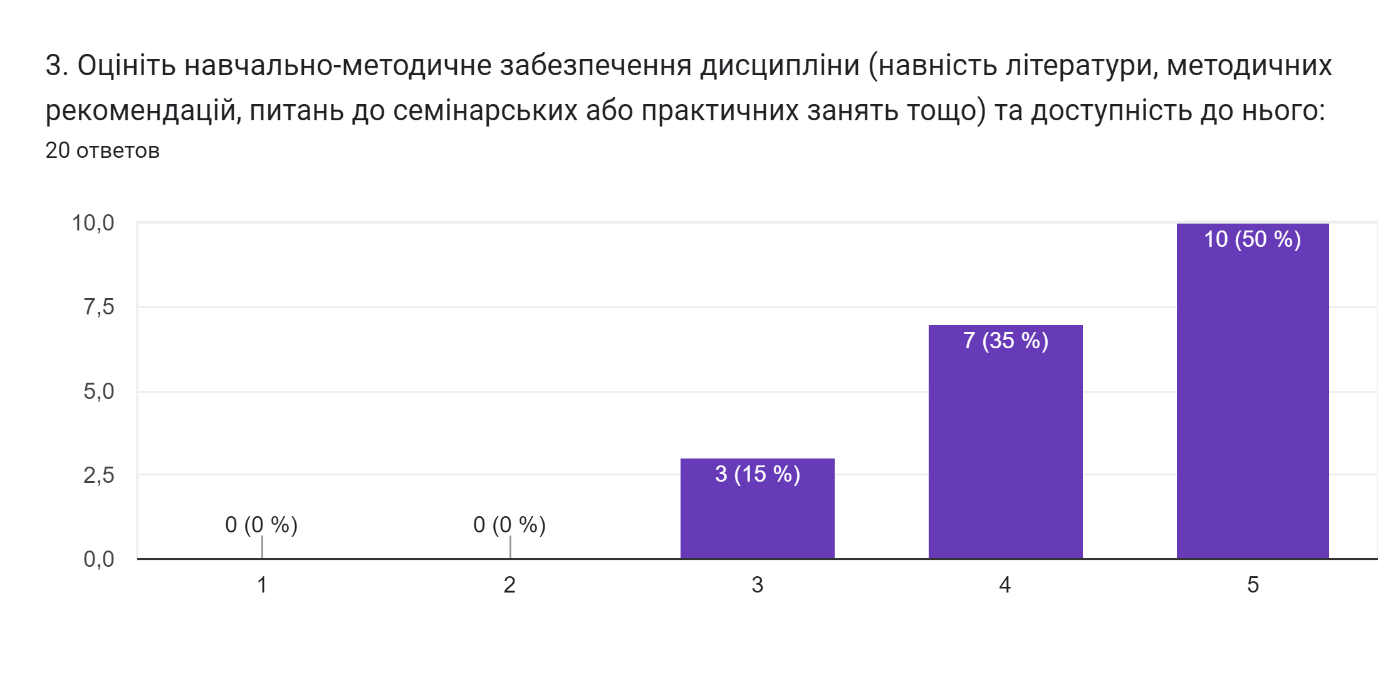 3. Оцініть навчально-методичне забезпечення дисципліни (навність літератури, методичних
рекомендацій, питань до семінарських або практичних занять тощо) та доступність до нього:
20 ответов
10,0
7,5
5,0
2,5
0,0
0 (0 %)
0 (0 %)
3 (15 %)
7 (35 %)
10 (50 %)
1
2
3
4
5